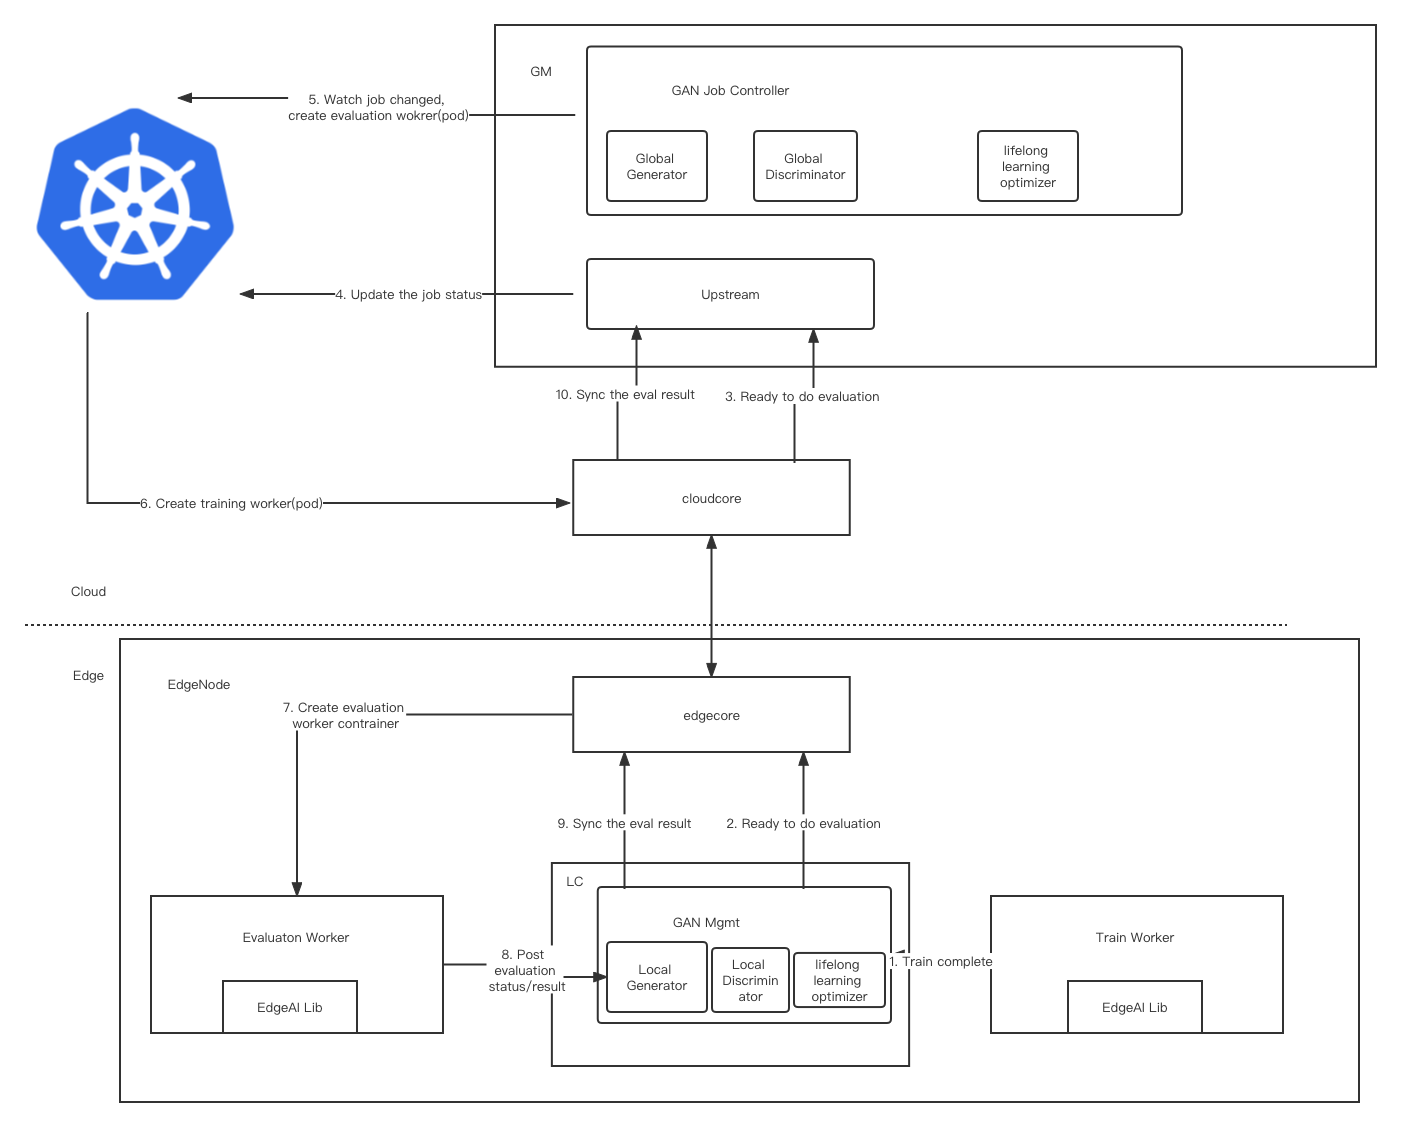 GM
GAN Job Controller
Global
Generator
Global
Discriminator
lifelong
learning
optimizer
5. Watch job changed,
create evaluation wokrer(pod)
Upstream
4. Update the job status
10. Sync the eval result
3. Ready to do evaluation
cloudcore
6. Create training worker(pod)
Cloud
Edge
EdgeNode
edgecore
7. Create evaluation
worker contrainer
9. Sync the eval result
2. Ready to do evaluation
LC
GAN Mgmt
Local
Generator
Local
Discrimin
ator
lifelong
learning
optimizer
Evaluaton Worker
EdgeAI Lib
8. Post
evaluation
status/result
1. Train complete
Train Worker
EdgeAI Lib